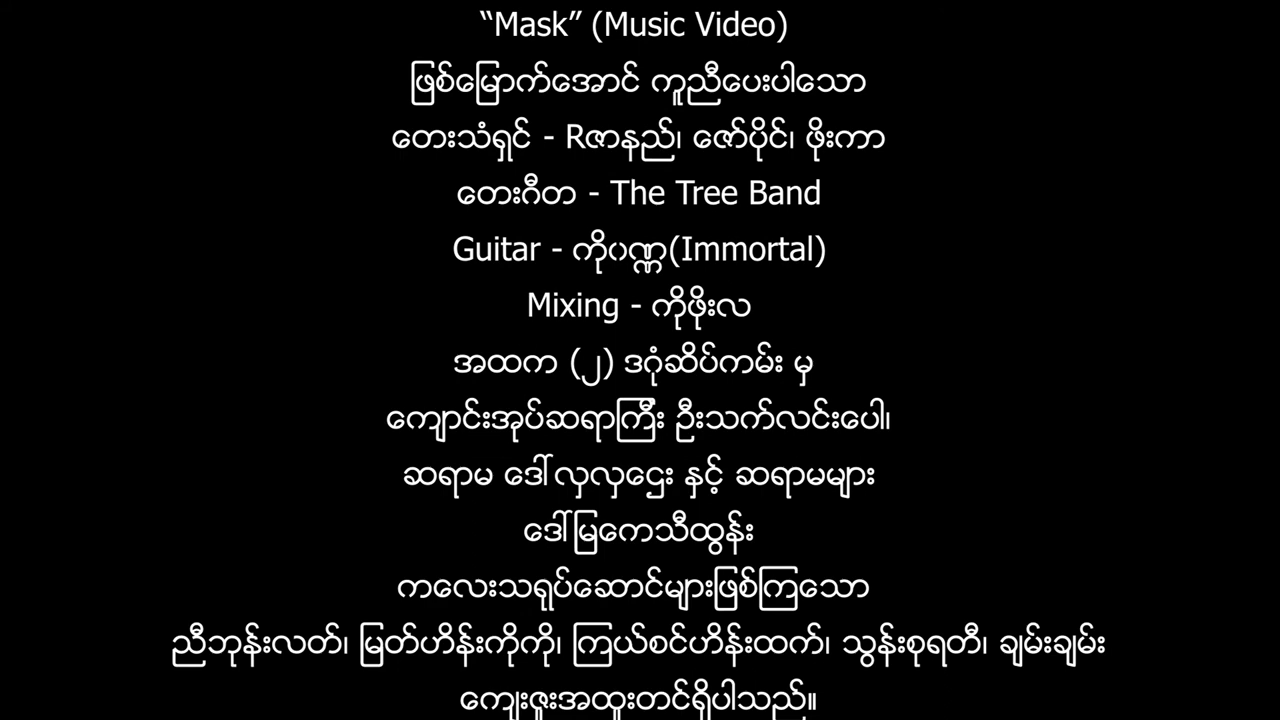 “Mask” (Music Video)
ဖြစ်မြောက်အောင် ကူညီပေးပါသော
တေးသံရှင် - Rဇာနည်၊ ဇော်ပိုင်၊ ဖိုးကာ
တေးဂီတ - The Tree Band
Guitar - ကိုဝဏ္ဏ(Immortal)
Mixing - ကိုဖိုးလ
အထက (၂) ဒဂုံဆိပ်ကမ်း မှ
ကျောင်းအုပ်ဆရာကြီး ဦးသက်လင်းပေါ၊
ဆရာမ ဒေါ်လှလှဌေး နှင့် ဆရာမများ
ဒေါ်မြကေသီထွန်း
ကလေးသရုပ်ဆောင်များဖြစ်ကြသော
ညီဘုန်းလတ်၊ မြတ်ဟိန်းကိုကို၊ ကြယ်စင်ဟိန်းထက်၊ သွန်းစုရတီ၊ ချမ်းချမ်း
ကျေးဇူးအထူးတင်ရှိပါသည်။